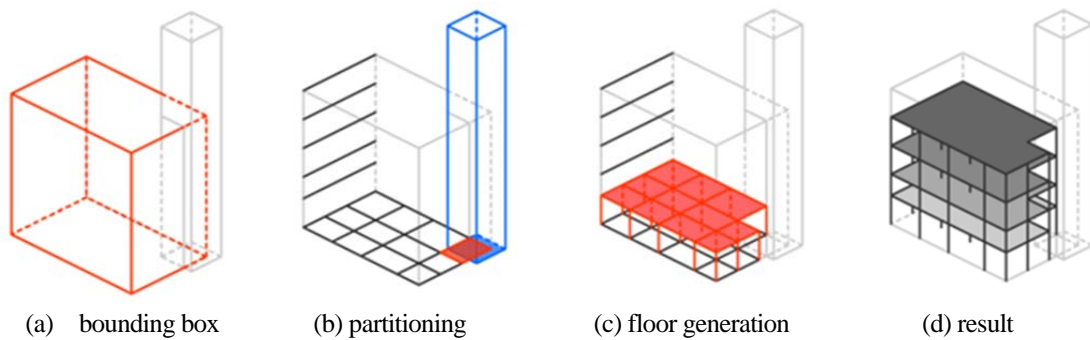 (a) bounding box (b) partitioning (c) floor generation (d) result